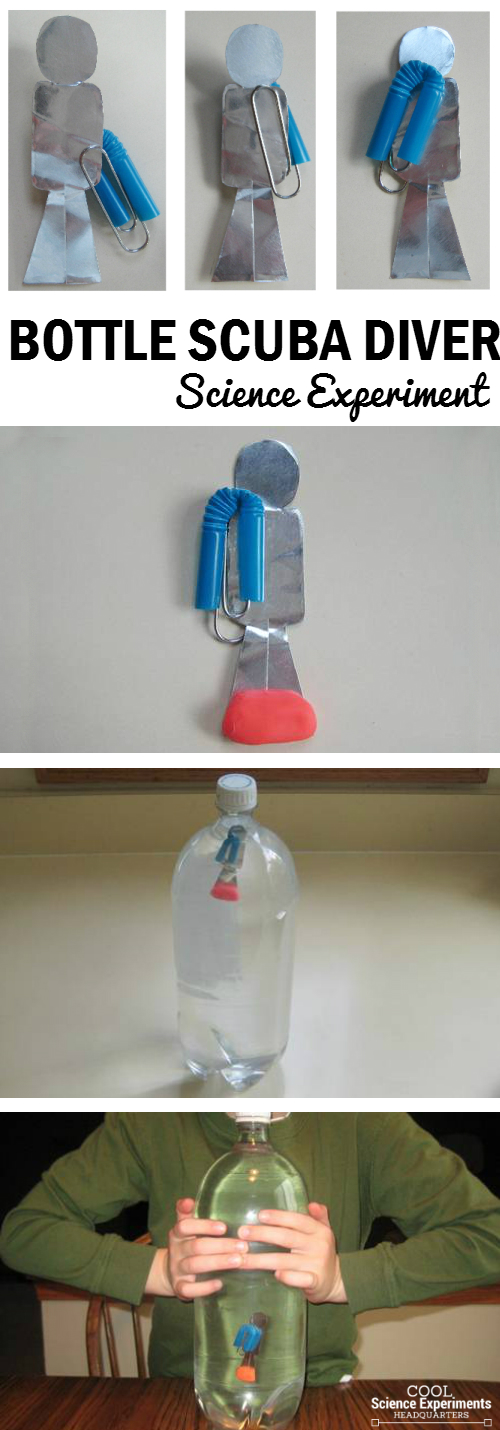 BOTTLE SCUBA DIVER
Science Experiment
COOL
Science Experiments
HEADQUARTERS